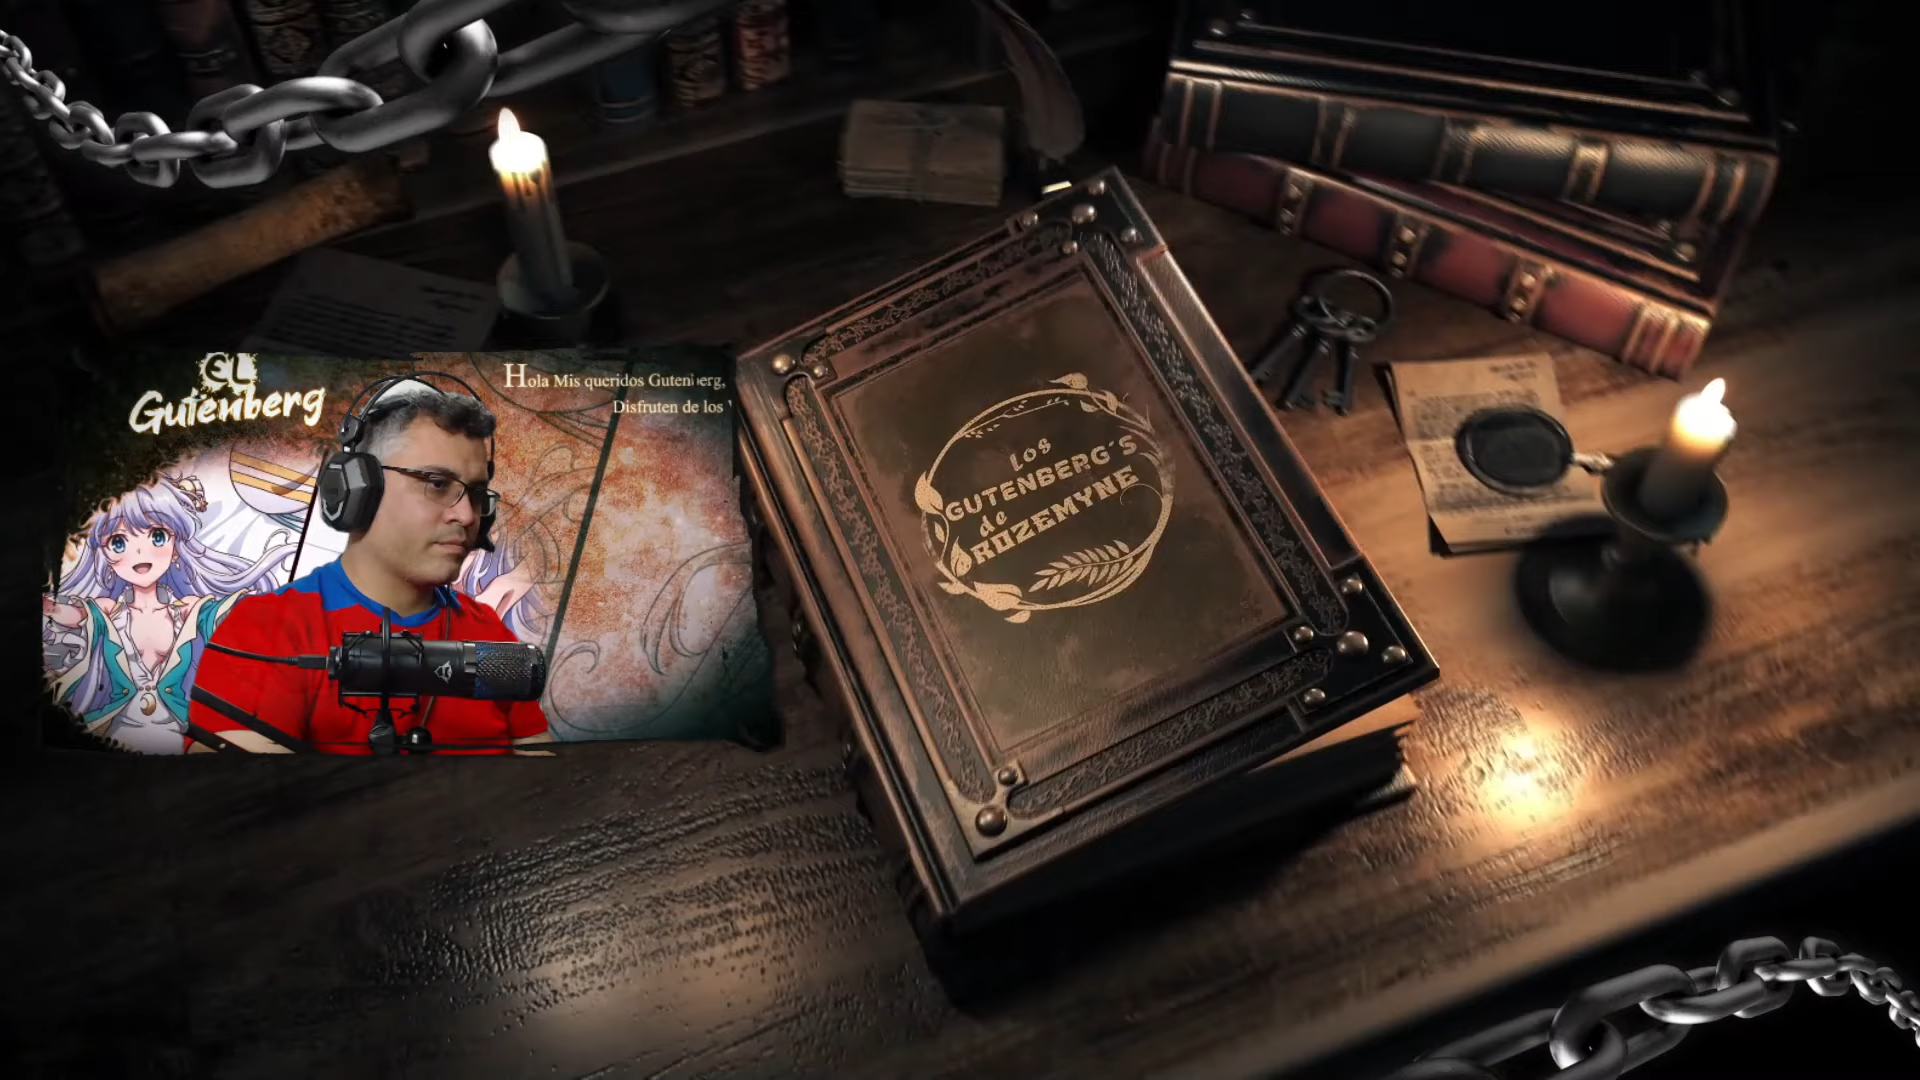 EL
Gutenberg
Hola Mis queridos Gutenberg,
Disfruten de los
Los
GUTENBERG´S
de
ROZEMYNE